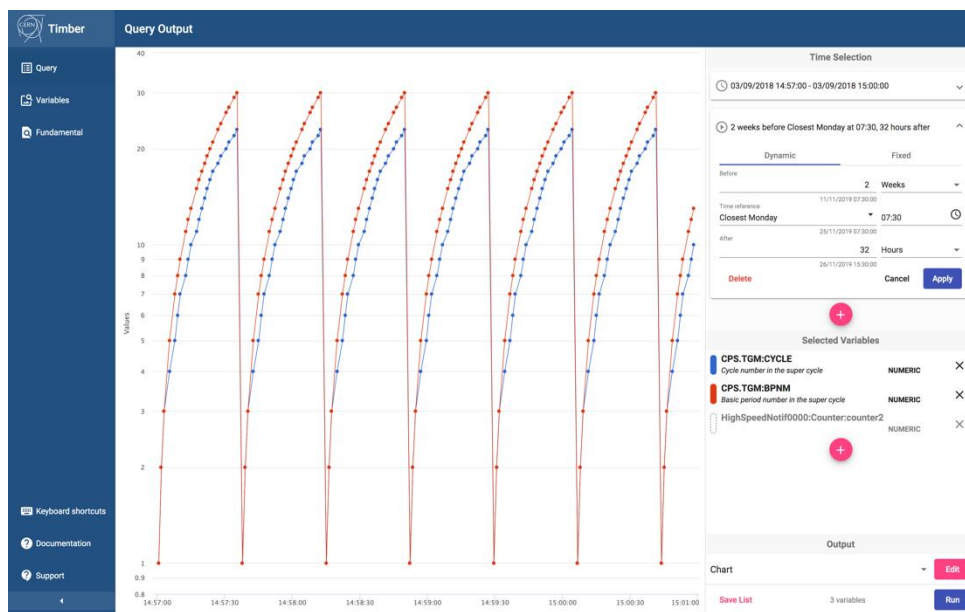 CERN
Timber
Query Output
Query
Variables
Fundamental
Keyboard shortcuts
Documentation
Support
40
30
20
10
9
8
7
6
5
4
3
2
1
0.9
0.8
Values
14:57:00 14:57:30 14:58:00 14:58:30 14:59:00 14:59:30 15:00:00 15:00:30 15:01:00
Time Selection
03/09/2018 14:57:00 - 03/09/2018 15:00:00
2 weeks before Closest Monday at 07:30, 32 hours after
Dynamic Fixed
Before
2 Weeks
11/11/2019 07:30:00
Time reference
Closest Monday 07:30
25/11/2019 07:30:00
After
32 Hours
26/11/2019 15:30:00
Delete Cancel Apply
Selected Variables
CPS.TGM:CYCLE
Cycle number in the super cycle NUMERIC
CPS.TGM:BPNM
Basic period number in the super cycle NUMERIC
HighSpeedNotif0000:Counter:counter2
NUMERIC
Output
Chart Edit
Save List 3 variables Run